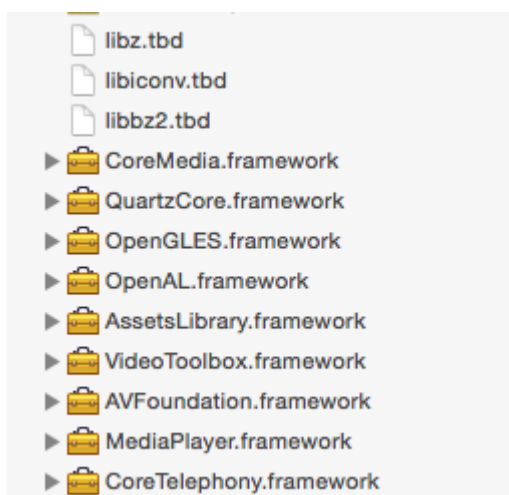 libz.tbd
libiconv.tbd
libbz2.tbd
CoreMedia.framework
QuartzCore.framework
OpenGLES.framework
OpenAL.framework
AssetsLibrary.framework
VideoToolbox.framework
AVFoundation.framework
MediaPlayer.framework
CoreTelephony.framework